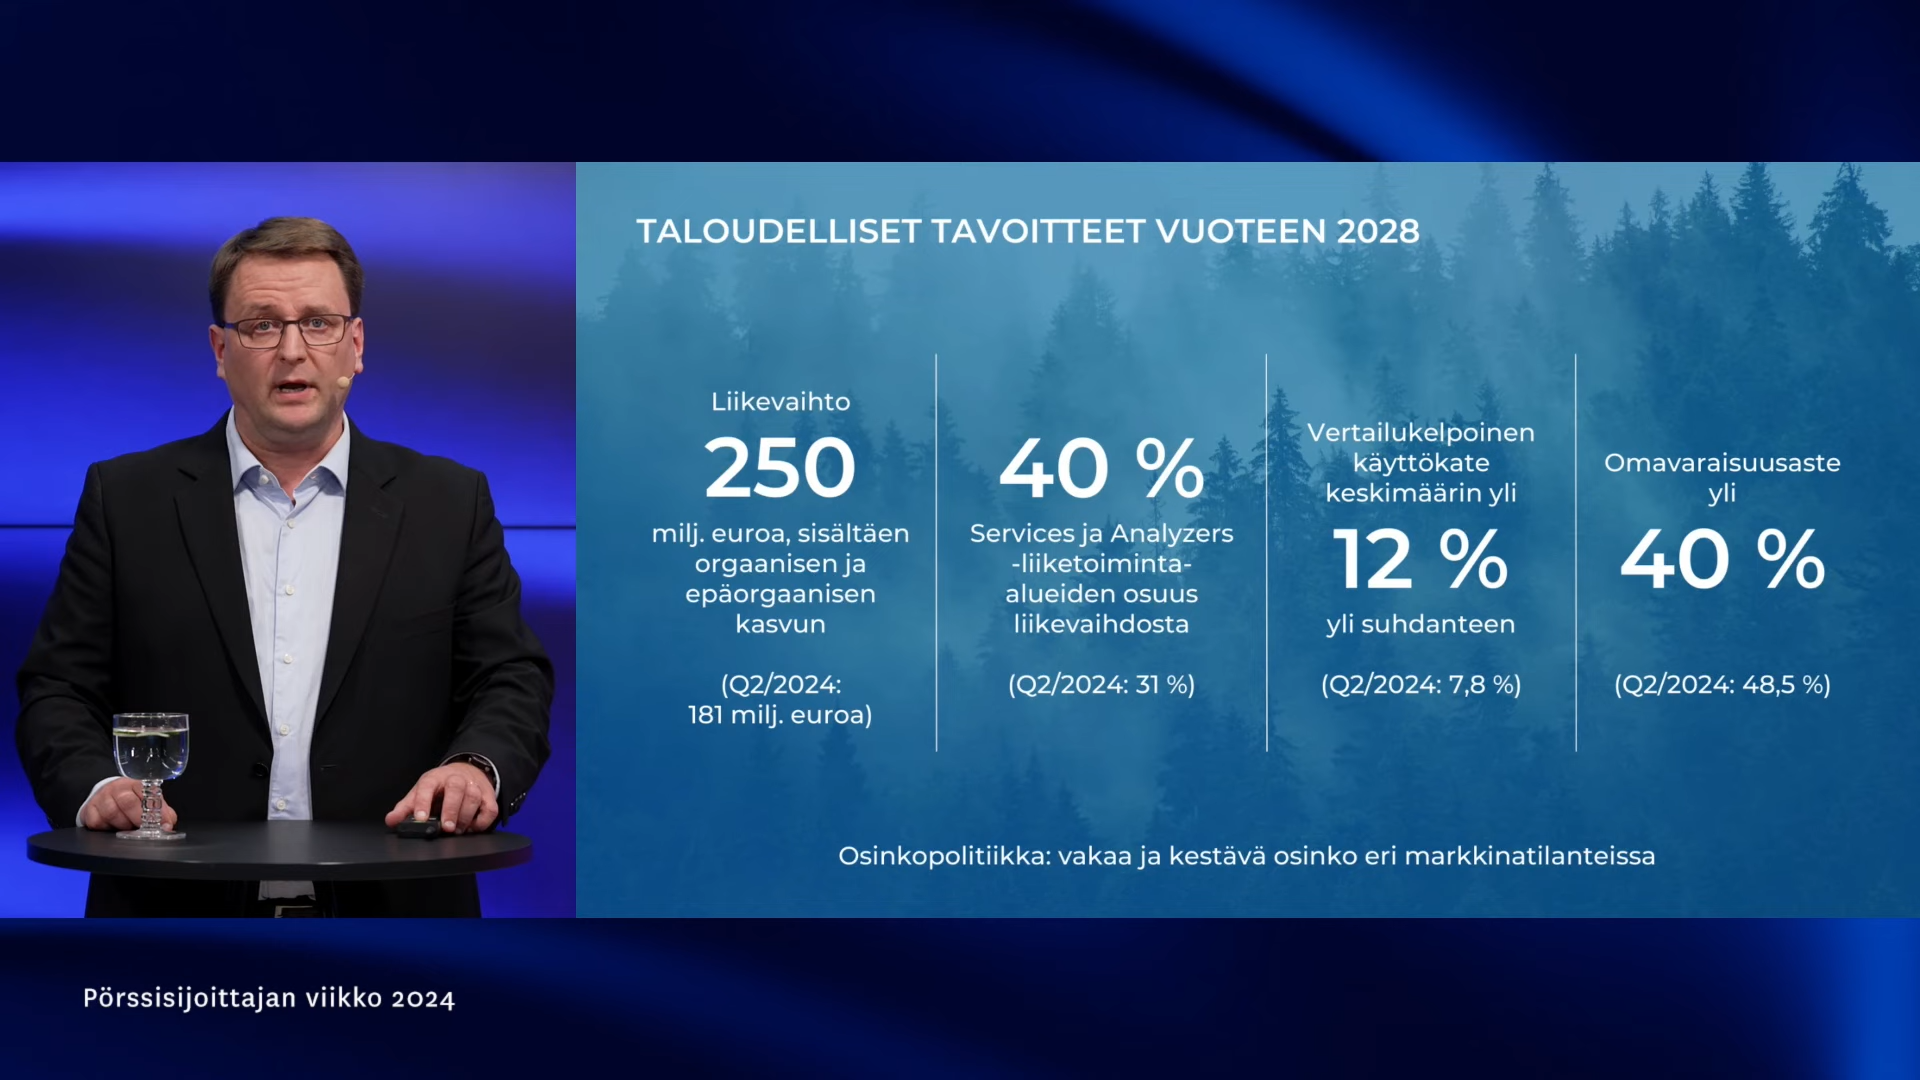 TALOUDELLISET TAVOITTEET VUOTEEN 2028
Liikevaihto
250
milj. euroa, sisältäen
orgaanisen ja
epäorgaanisen
kasvun
(Q2/2024:
181 milj. euroa)
40 %
Services ja Analyzers
-liiketoiminta-
alueiden osuus
liikevaihdosta
(Q2/2024: 31 %)
Vertailukelpoinen
käyttökate
keskimäärin yli
12 %
yli suhdanteen
(Q2/2024: 7,8 %)
Omavaraisuusaste
yli
40 %
(Q2/2024: 48,5 %)
Osinkopolitiikka: vakaa ja kestävä osinko eri markkinatilanteissa
Pörssisijoittajan viikko 2024